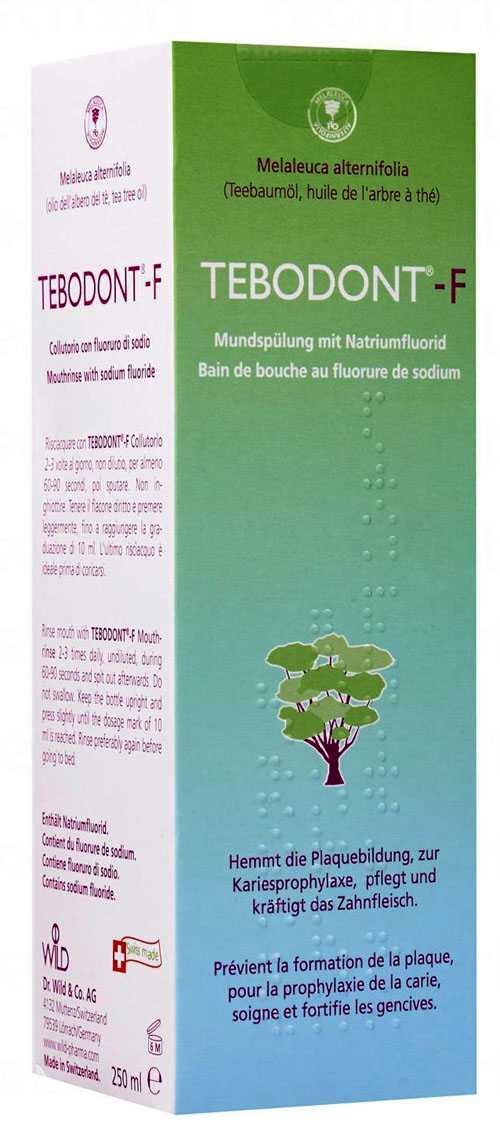 MELALEUCA
ALTERNIFOLIA
Melaleuca alternifolia
(olio dell'albero del tè, tea tree oil)
TEBODONT®-F
Collutorio con fluoruro di sodio
Mouthrinse with sodium fluoride
Risciacquare con TEBODONT®-F Collutorio
2-3 volte al giorno, non diluito, per almeno
60-90 secondi, poi sputare. Non in-
ghiottire. Tenere il flacone diritto e premere
leggermente, fino a raggiungere la gra-
duazione di 10 ml. L'ultimo risciacquo è
ideale prima di coricarsi.
Rinse mouth with TEBODONT®-F Mouth-
rinse 2-3 times daily, undiluted, during
60-90 seconds and spit out afterwards. Do
not swallow. Keep the bottle upright and
press slightly until the dosage mark of 10
ml is reached. Rinse preferably again before
going to bed.
Enthält Natriumfluorid.
Contient du fluorure de sodium.
Contiene fluoruro di sodio.
Contains sodium fluoride.
WILD
Swiss made
Dr. Wild & Co. AG
4132 Muttenz/Switzerland
79539 Lörrach/Germany
www.wild-pharma.com
Made in Switzerland.
6 M
250 ml e
MELALEUCA
ALTERNIFOLIA
Melaleuca alternifolia
(Teebaumöl, huile de l'arbre à thé)
TEBODONT®-F
Mundspülung mit Natriumfluorid
Bain de bouche au fluorure de sodium
Hemmt die Plaquebildung, zur
Kariesprophylaxe, pflegt und
kräftigt das Zahnfleisch.
Prévient la formation de la plaque,
pour la prophylaxie de la carie,
soigne et fortifie les gencives.